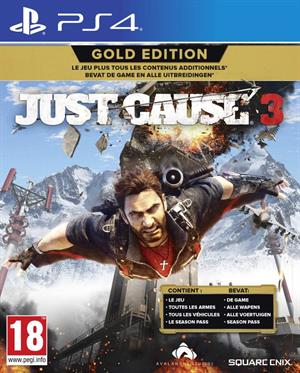 PS4
GOLD EDITION
LE JEU PLUS TOUS LES CONTENUS ADDITIONNELS*
BEVAT DE GAME EN ALLE UITBREIDINGEN*
JUST CAUSE 3
CONTIENT : BEVAT:
• LE JEU • DE GAME
• TOUTES LES ARMES • ALLE WAPENS
• TOUS LES VÉHICULES • ALLE VOERTUIGEN
• LE SEASON PASS • SEASON PASS
18
www.pegi.info
AVALANCHE STUDIOS
SQUARE ENIX